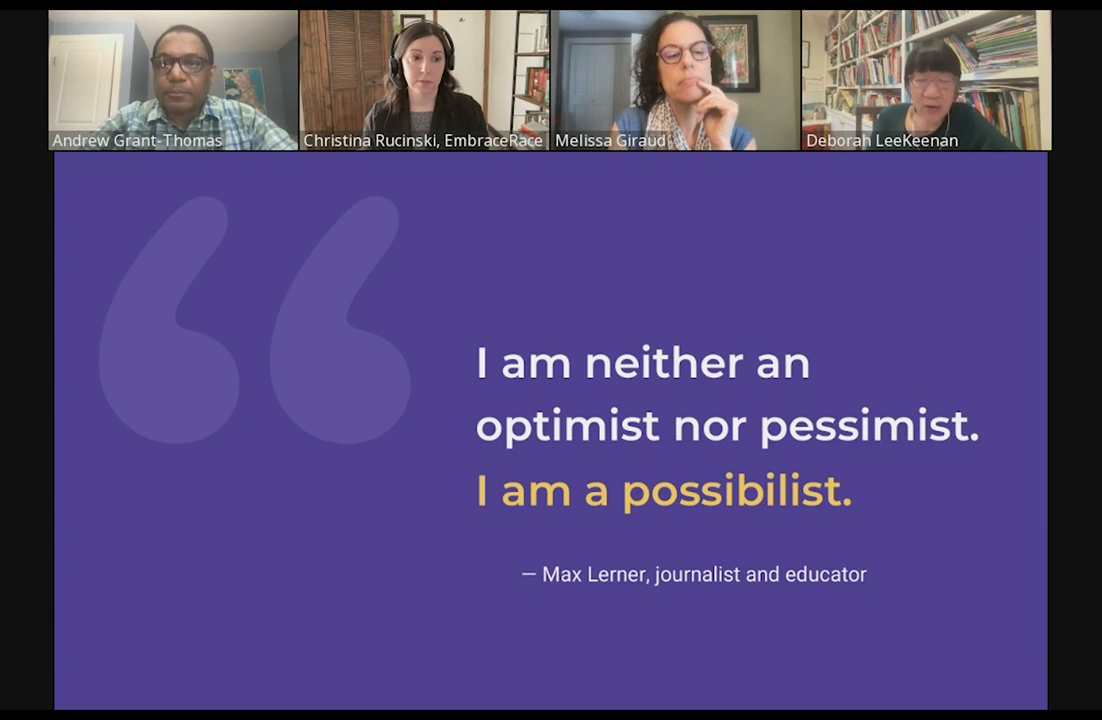 Andrew Grant-Thomas
Christina Rucinski, EmbraceRace
Melissa Giraud
Deborah LeeKeenan
“
I am neither an
optimist nor pessimist.
I am a possibilist.
— Max Lerner, journalist and educator